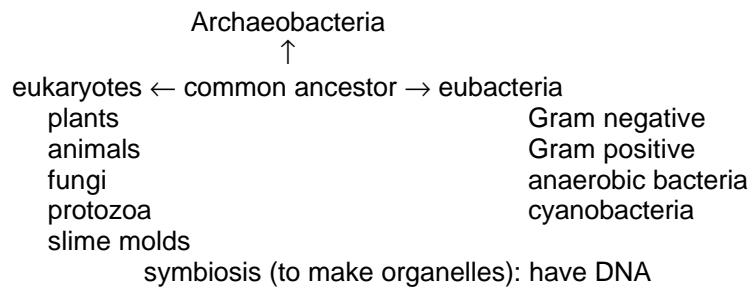 Archaeobacteria
↑
eukaryotes ← common ancestor → eubacteria
plants Gram negative
animals Gram positive
fungi anaerobic bacteria
protozoa cyanobacteria
slime molds
symbiosis (to make organelles): have DNA